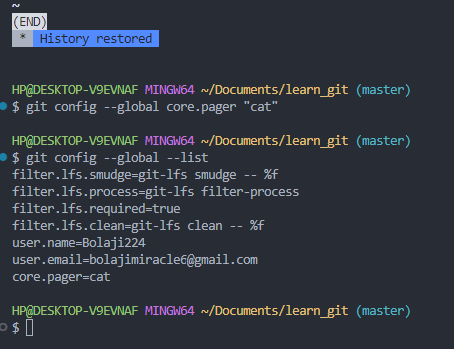 ~
(END)
* History restored
HP@DESKTOP-V9EVNAF MINGW64 ~/Documents/learn_git (master)
$ git config --global core.pager "cat"
HP@DESKTOP-V9EVNAF MINGW64 ~/Documents/learn_git (master)
$ git config --global --list
filter.lfs.smudge=git-lfs smudge -- %f
filter.lfs.process=git-lfs filter-process
filter.lfs.required=true
filter.lfs.clean=git-lfs clean -- %f
user.name=Bolaji224
user.email=bolajimiracle6@gmail.com
core.pager=cat
HP@DESKTOP-V9EVNAF MINGW64 ~/Documents/learn_git (master)
$